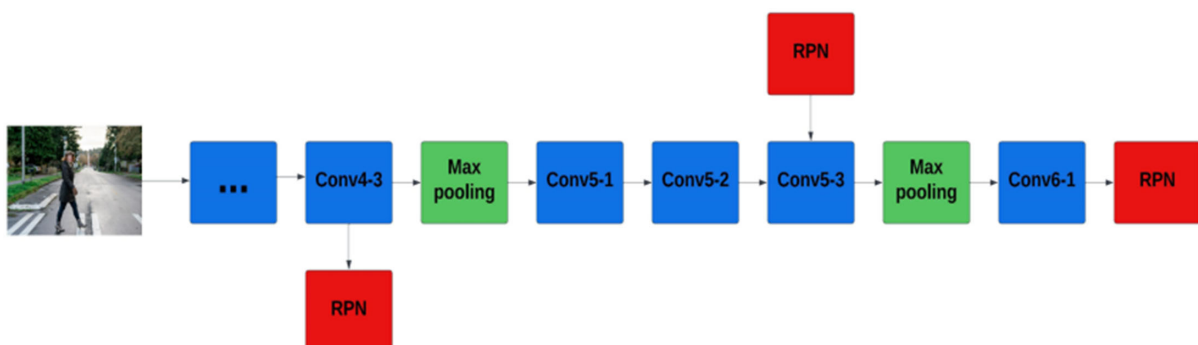 RPN
...
Conv4-3
Max
pooling
Conv5-1
Conv5-2
Conv5-3
Max
pooling
Conv6-1
RPN
RPN